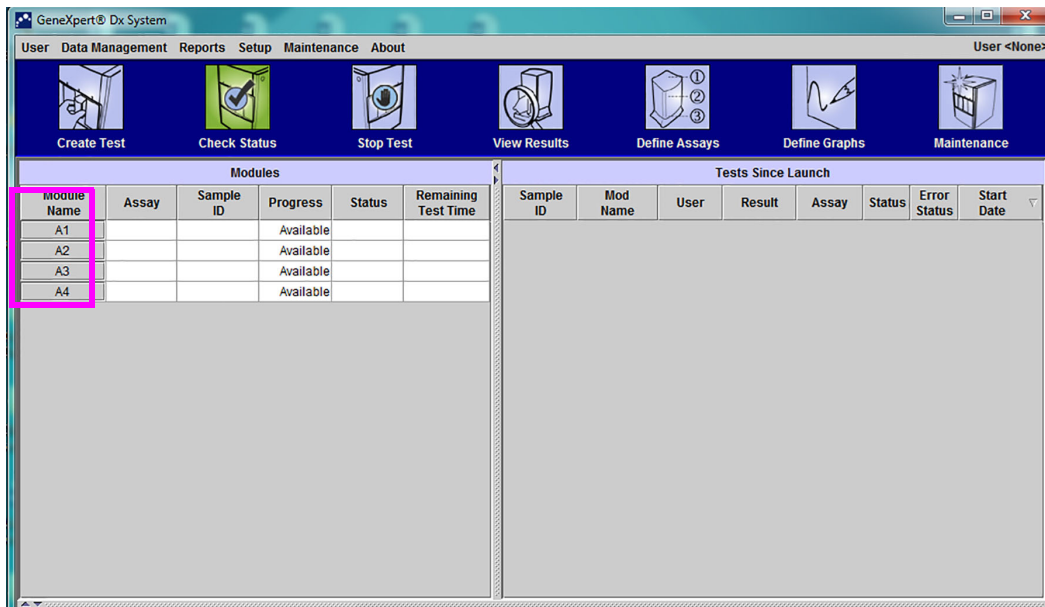 GeneXpert® Dx System
User Data Management Reports Setup Maintenance About User <None>
Create Test Check Status Stop Test View Results Define Assays Define Graphs Maintenance
① ② ③
Modules
Module Name Assay Sample ID Progress Status Remaining Test Time
A1 Available
A2 Available
A3 Available
A4 Available
Tests Since Launch
Sample ID Mod Name User Result Assay Status Error Status Start Date